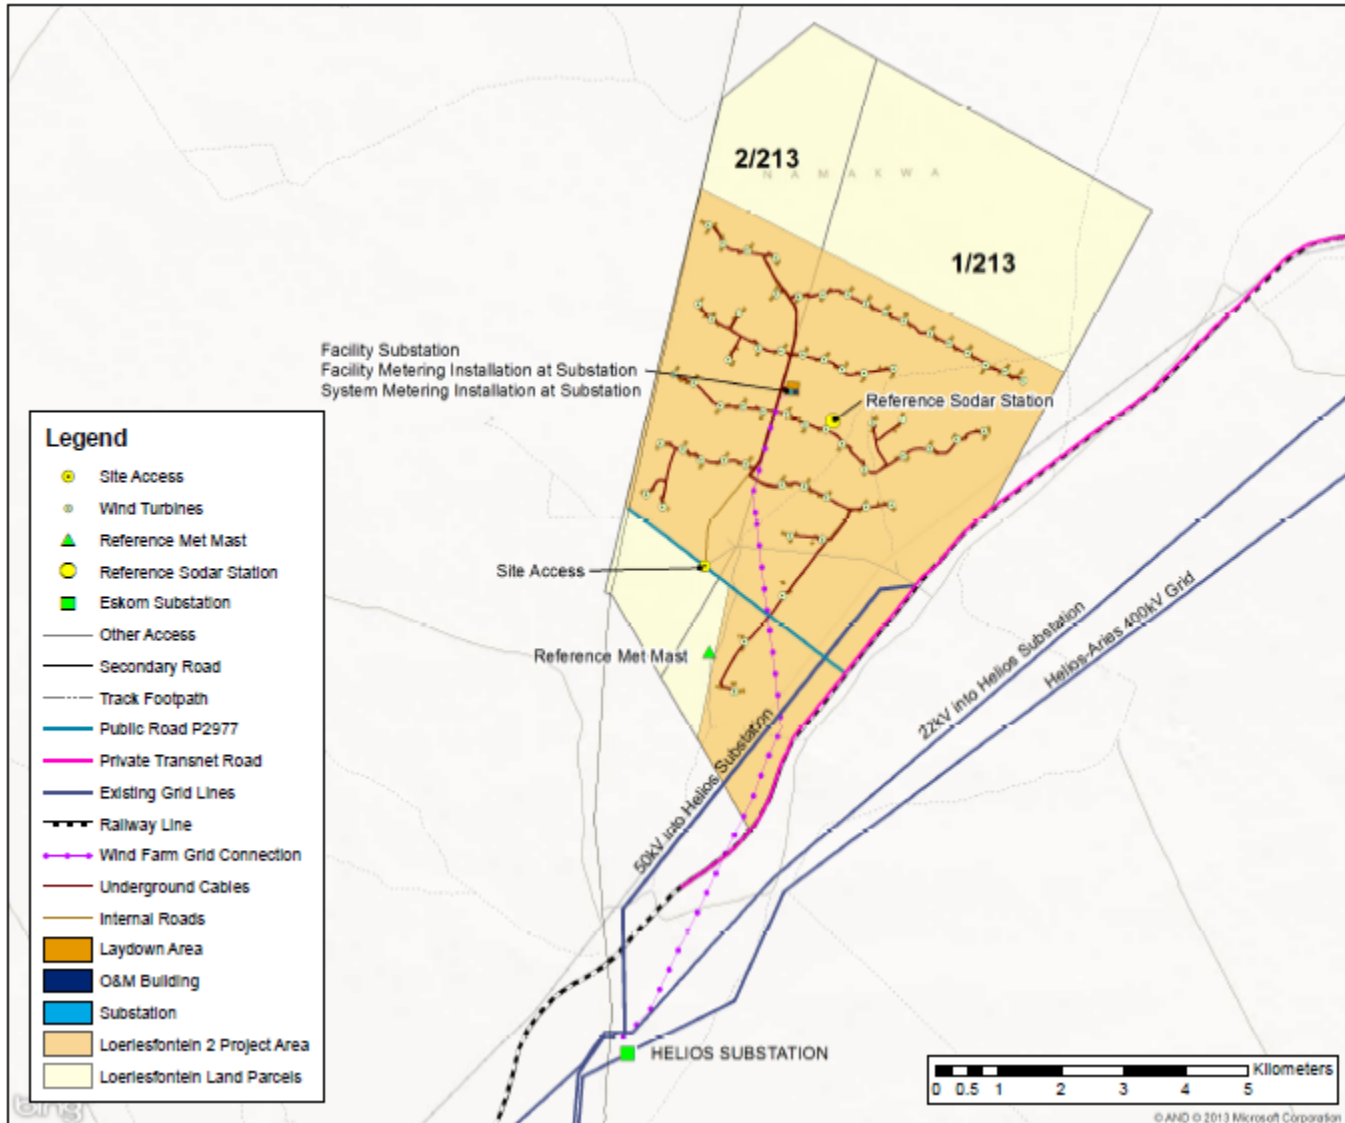 2/213
NAMAKWA
1/213
Facility Substation
Facility Metering Installation at Substation
System Metering Installation at Substation
Reference Sodar Station
Site Access
Reference Met Mast
50kV into Helios Substation
22kV into Helios Substation
Helios-Aries 400kV Grid
HELIOS SUBSTATION
Legend
Site Access
Wind Turbines
Reference Met Mast
Reference Sodar Station
Eskom Substation
Other Access
Secondary Road
Track Footpath
Public Road P2977
Private Transnet Road
Existing Grid Lines
Railway Line
Wind Farm Grid Connection
Underground Cables
Internal Roads
Laydown Area
O&M Building
Substation
Loeriesfontein 2 Project Area
Loeriesfontein Land Parcels
bing
Kilometers
0 0.5 1 2 3 4 5
© AND © 2013 Microsoft Corporation